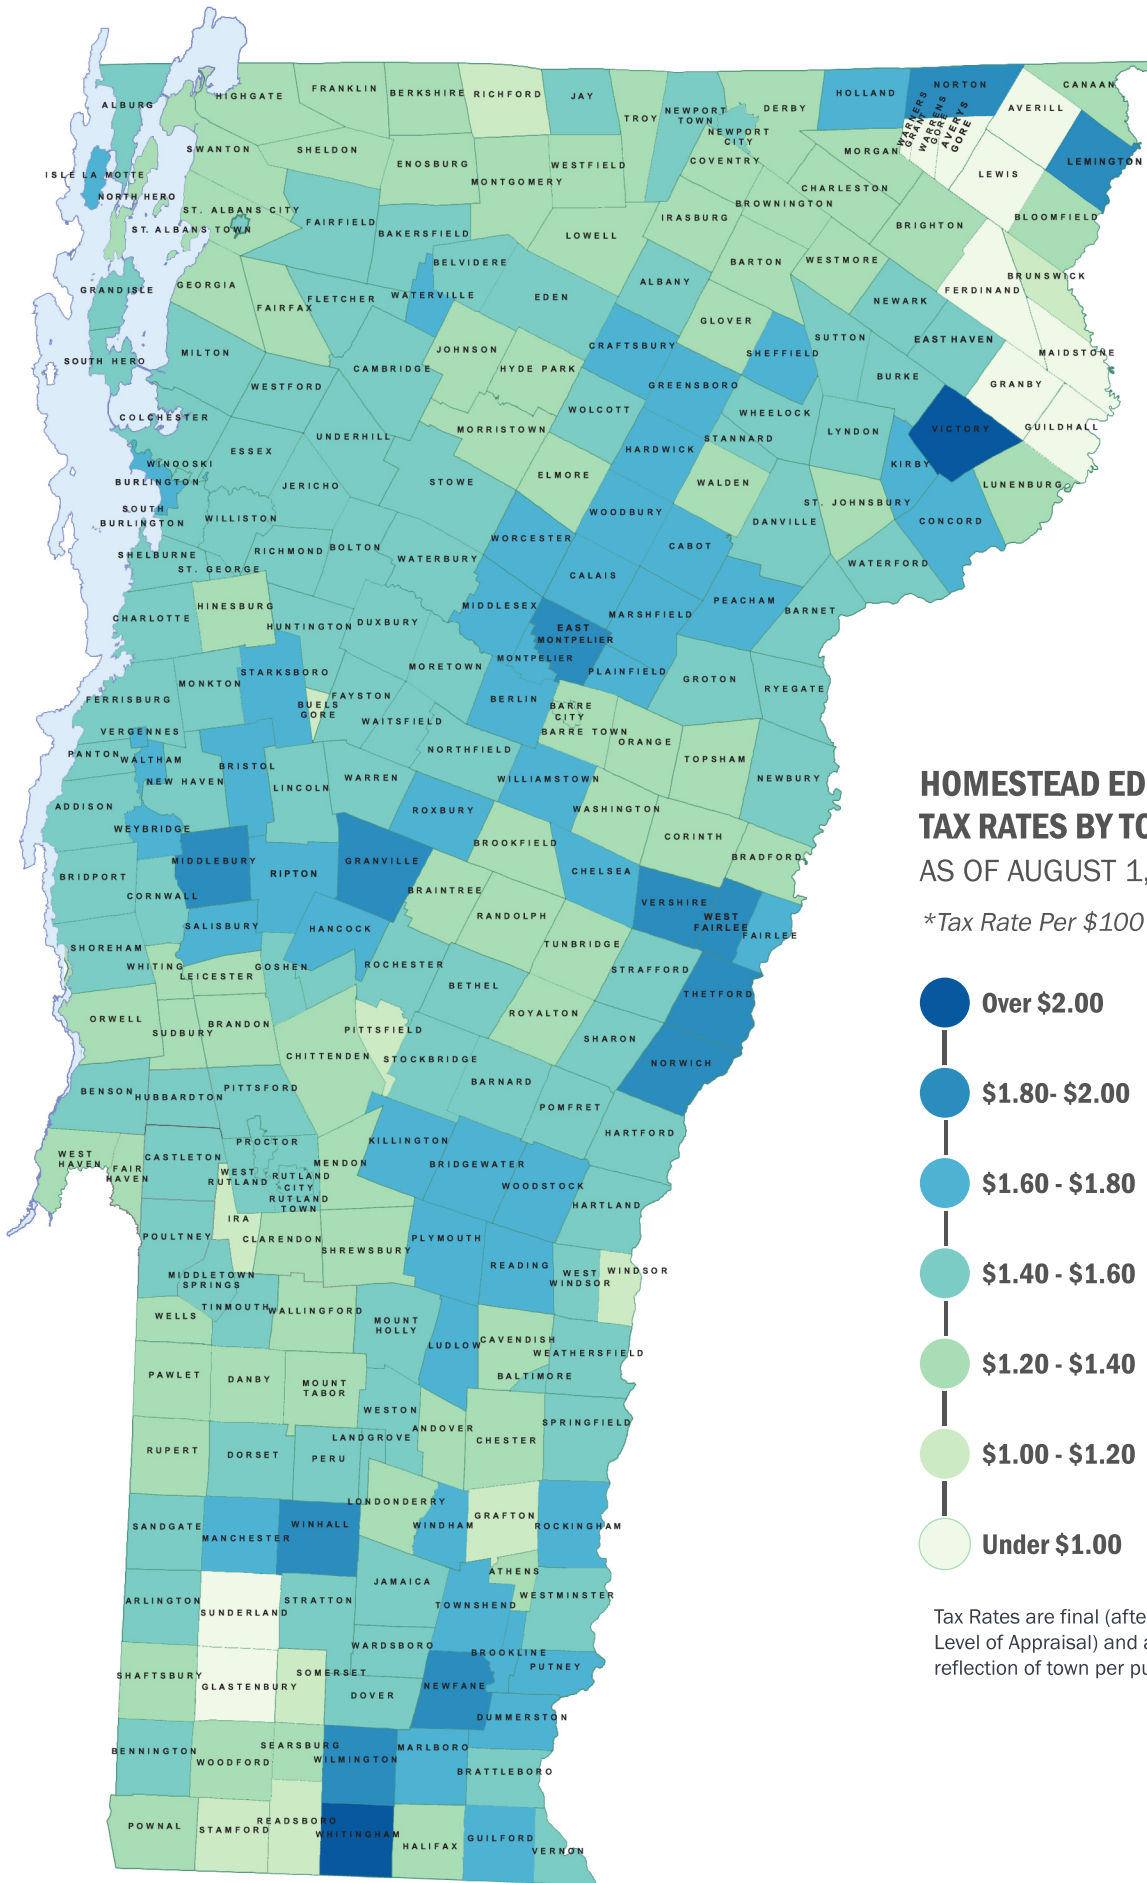 ALBURG
HIGHGATE
FRANKLIN
BERKSHIRE
RICHFORD
JAY
TROY
NEWPORT
TOWN
NEWPORT
CITY
DERBY
HOLLAND
NORTON
WARNERS
GRANT
WARRENS
GORE
AVERYS
GORE
AVERILL
CANAAN
LEMINGTON
ISLE LA MOTTE
NORTH HERO
SWANTON
SHELDON
ENOSBURG
MONTGOMERY
WESTFIELD
COVENTRY
MORGAN
LEWIS
CHARLESTON
BROWNINGTON
ST. ALBANS CITY
ST. ALBANS TOWN
FAIRFIELD
BAKERSFIELD
LOWELL
IRASBURG
BRIGHTON
BLOOMFIELD
GRAND ISLE
GEORGIA
FAIRFAX
FLETCHER
WATERVILLE
BELVIDERE
EDEN
ALBANY
BARTON
WESTMORE
NEWARK
FERDINAND
BRUNSWICK
SOUTH HERO
MILTON
WESTFORD
CAMBRIDGE
JOHNSON
HYDE PARK
CRAFTSBURY
GLOVER
SHEFFIELD
SUTTON
EAST HAVEN
MAIDSTONE
GREENSBORO
BURKE
GRANBY
COLCHESTER
UNDERHILL
MORRISTOWN
WOLCOTT
WHEELOCK
STANNARD
LYNDON
VICTORY
GUILDHALL
WINOOSKI
BURLINGTON
ESSEX
JERICHO
STOWE
ELMORE
HARDWICK
WALDEN
KIRBY
LUNENBURG
SOUTH
BURLINGTON
WILLISTON
WOODBURY
DANVILLE
ST. JOHNSBURY
CONCORD
SHELBURNE
ST. GEORGE
RICHMOND
BOLTON
WATERBURY
WORCESTER
CABOT
WATERFORD
CALAIS
CHARLOTTE
HINESBURG
HUNTINGTON
DUXBURY
MIDDLESEX
MARSHFIELD
PEACHAM
BARNET
EAST
MONTPELIER
MONTPELIER
PLAINFIELD
FERRISBURG
MONKTON
STARKSBORO
BUELS
GORE
FAYSTON
MORETOWN
BERLIN
BARRE
CITY
BARRE TOWN
GROTON
RYEGATE
VERGENNES
WAITSFIELD
NORTHFIELD
ORANGE
TOPSHAM
NEWBURY
PANTON
WALTHAM
NEW HAVEN
BRISTOL
LINCOLN
WARREN
WILLIAMSTOWN
ADDISON
WEYBRIDGE
ROXBURY
WASHINGTON
CORINTH
BROOKFIELD
BRADFORD
BRIDPORT
CORNWALL
MIDDLEBURY
RIPTON
GRANVILLE
BRAINTREE
CHELSEA
VERSHIRE
WEST
FAIRLEE
FAIRLEE
SALISBURY
HANCOCK
RANDOLPH
TUNBRIDGE
SHOREHAM
WHITING
LEICESTER
GOSHEN
ROCHESTER
BETHEL
STRAFFORD
THETFORD
ORWELL
SUDBURY
BRANDON
CHITTENDEN
PITTSFIELD
STOCKBRIDGE
ROYALTON
SHARON
NORWICH
BENSON
HUBBARDTON
PITTSFORD
BARNARD
POMFRET
HARTFORD
WEST
HAVEN
FAIR
HAVEN
CASTLETON
PROCTOR
WEST
RUTLAND
RUTLAND
CITY
RUTLAND
TOWN
MENDON
KILLINGTON
BRIDGEWATER
WOODSTOCK
HARTLAND
POULTNEY
IRA
CLARENDON
SHREWSBURY
PLYMOUTH
READING
WEST
WINDSOR
WINDSOR
MIDDLETOWN
SPRINGS
WELLS
TINMOUTH
WALLINGFORD
MOUNT
HOLLY
LUDLOW
CAVENDISH
WEATHERSFIELD
BALTIMORE
PAWLET
DANBY
MOUNT
TABOR
WESTON
ANDOVER
CHESTER
SPRINGFIELD
RUPERT
DORSET
PERU
LANDGROVE
LONDONDERRY
SANDGATE
MANCHESTER
WINHALL
WINDHAM
GRAFTON
ROCKINGHAM
ARLINGTON
SUNDERLAND
STRATTON
JAMAICA
ATHENS
TOWNSHEND
WESTMINSTER
WARDSBORO
BROOKLINE
SHAFTSBURY
GLASTENBURY
SOMERSET
DOVER
NEWFANE
PUTNEY
DUMMERSTON
BENNINGTON
WOODFORD
SEARSBURG
WILMINGTON
MARLBORO
BRATTLEBORO
POWNAL
STAMFORD
READSBORO
WHITINGHAM
HALIFAX
GUILFORD
VERNON
HOMESTEAD ED
TAX RATES BY TO
AS OF AUGUST 1,
*Tax Rate Per $100
Over $2.00
$1.80- $2.00
$1.60 - $1.80
$1.40 - $1.60
$1.20 - $1.40
$1.00 - $1.20
Under $1.00
Tax Rates are final (afte
Level of Appraisal) and a
reflection of town per pu